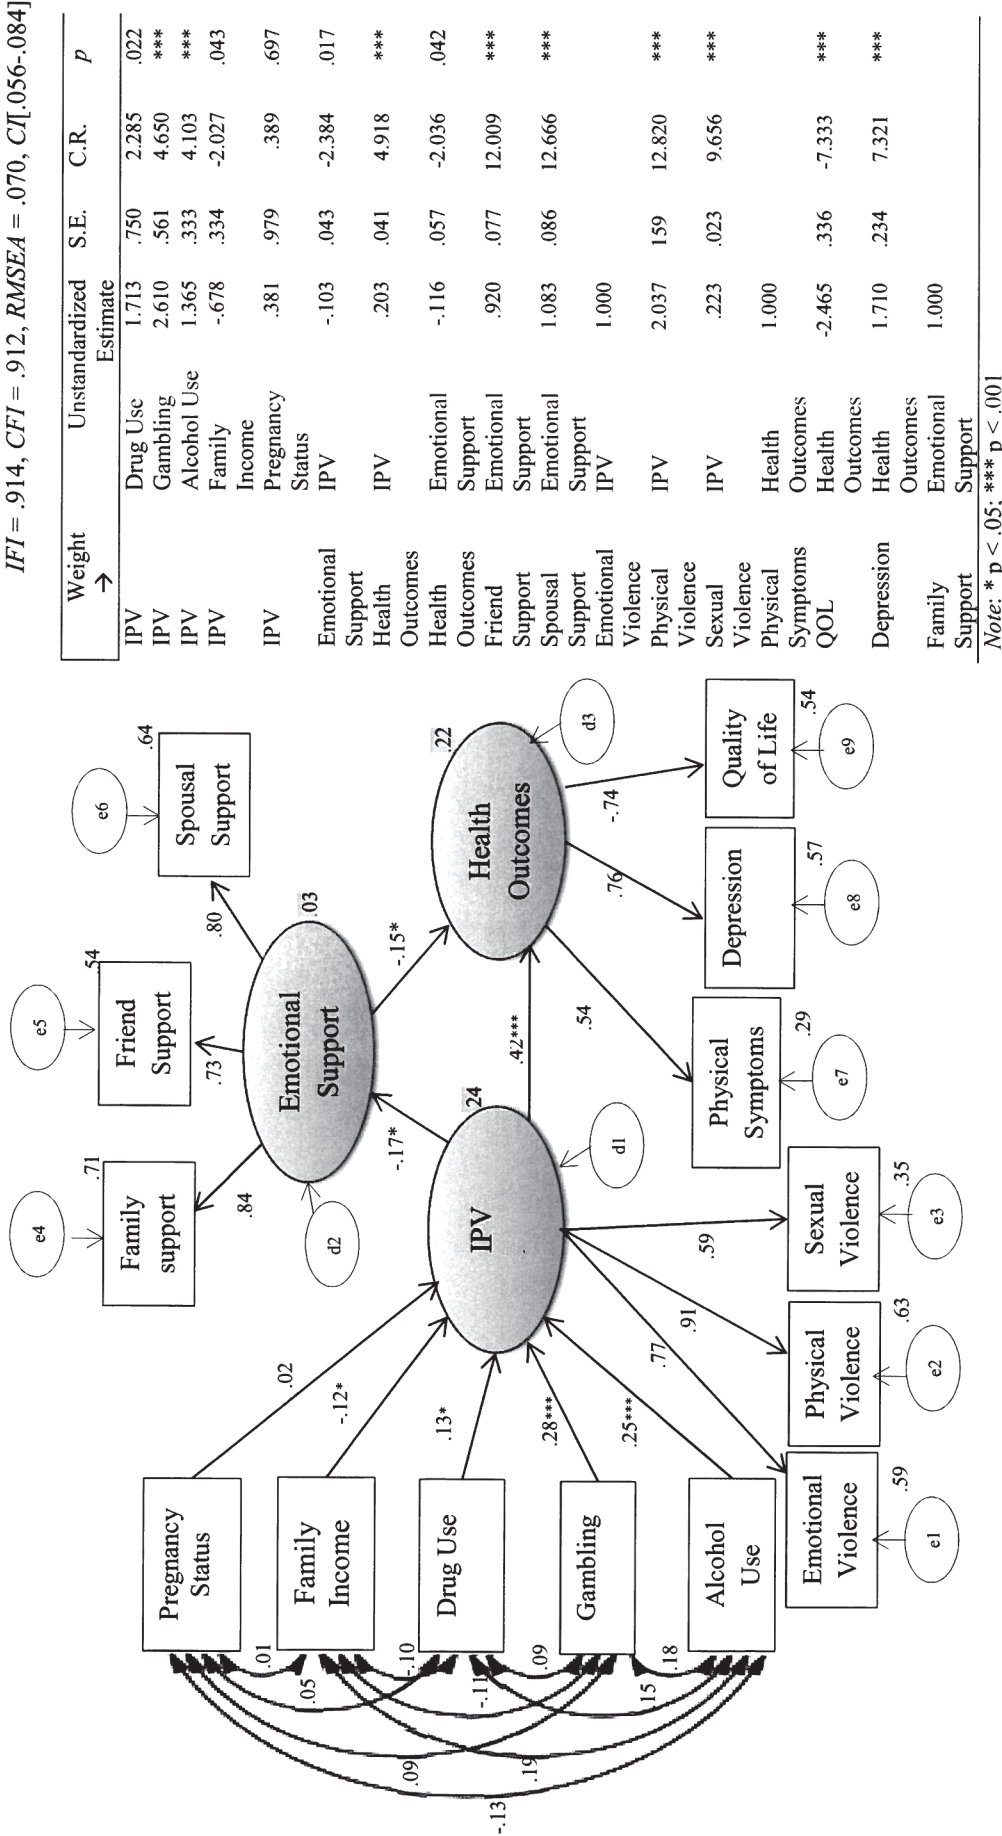 IFI = .914, CFI = .912, RMSEA = .070, CI[.056-.084]
Weight → Unstandardized Estimate S.E. C.R. p
IPV Drug Use 1.713 .750 2.285 .022
IPV Gambling 2.610 .561 4.650 ***
IPV Alcohol Use 1.365 .333 4.103 ***
IPV Family Income -.678 .334 -2.027 .043
IPV Pregnancy Status .381 .979 .389 .697
Emotional Support IPV -.103 .043 -2.384 .017
Health Outcomes IPV .203 .041 4.918 ***
Health Outcomes Emotional Support -.116 .057 -2.036 .042
Friend Support Emotional Support .920 .077 12.009 ***
Spousal Support Emotional Support 1.083 .086 12.666 ***
Emotional Violence IPV 1.000
Physical Violence IPV 2.037 159 12.820 ***
Sexual Violence IPV .223 .023 9.656 ***
Physical Symptoms Health Outcomes 1.000
QOL Health Outcomes -2.465 .336 -7.333 ***
Depression Health Outcomes 1.710 .234 7.321 ***
Family Support Emotional Support 1.000
Note: * p < .05; *** p < .001
e4
e5
e6
.71
.54
.64
Family
support
Friend
Support
Spousal
Support
.84
.73
.80
Emotional
Support
.03
d2
-.17*
-.15*
Pregnancy
Status
Family
Income
Drug Use
Gambling
Alcohol
Use
.02
-.12*
.13*
.28***
.25***
.01
.05
-.10
.09
-.11
.09
.15
.18
.19
-.13
IPV
.24
d1
.42***
Health
Outcomes
.22
d3
.77
.91
.59
.54
.76
-.74
Emotional
Violence
.59
e1
Physical
Violence
.63
e2
Sexual
Violence
.35
e3
Physical
Symptoms
.29
e7
Depression
.57
e8
Quality
of Life
.54
e9